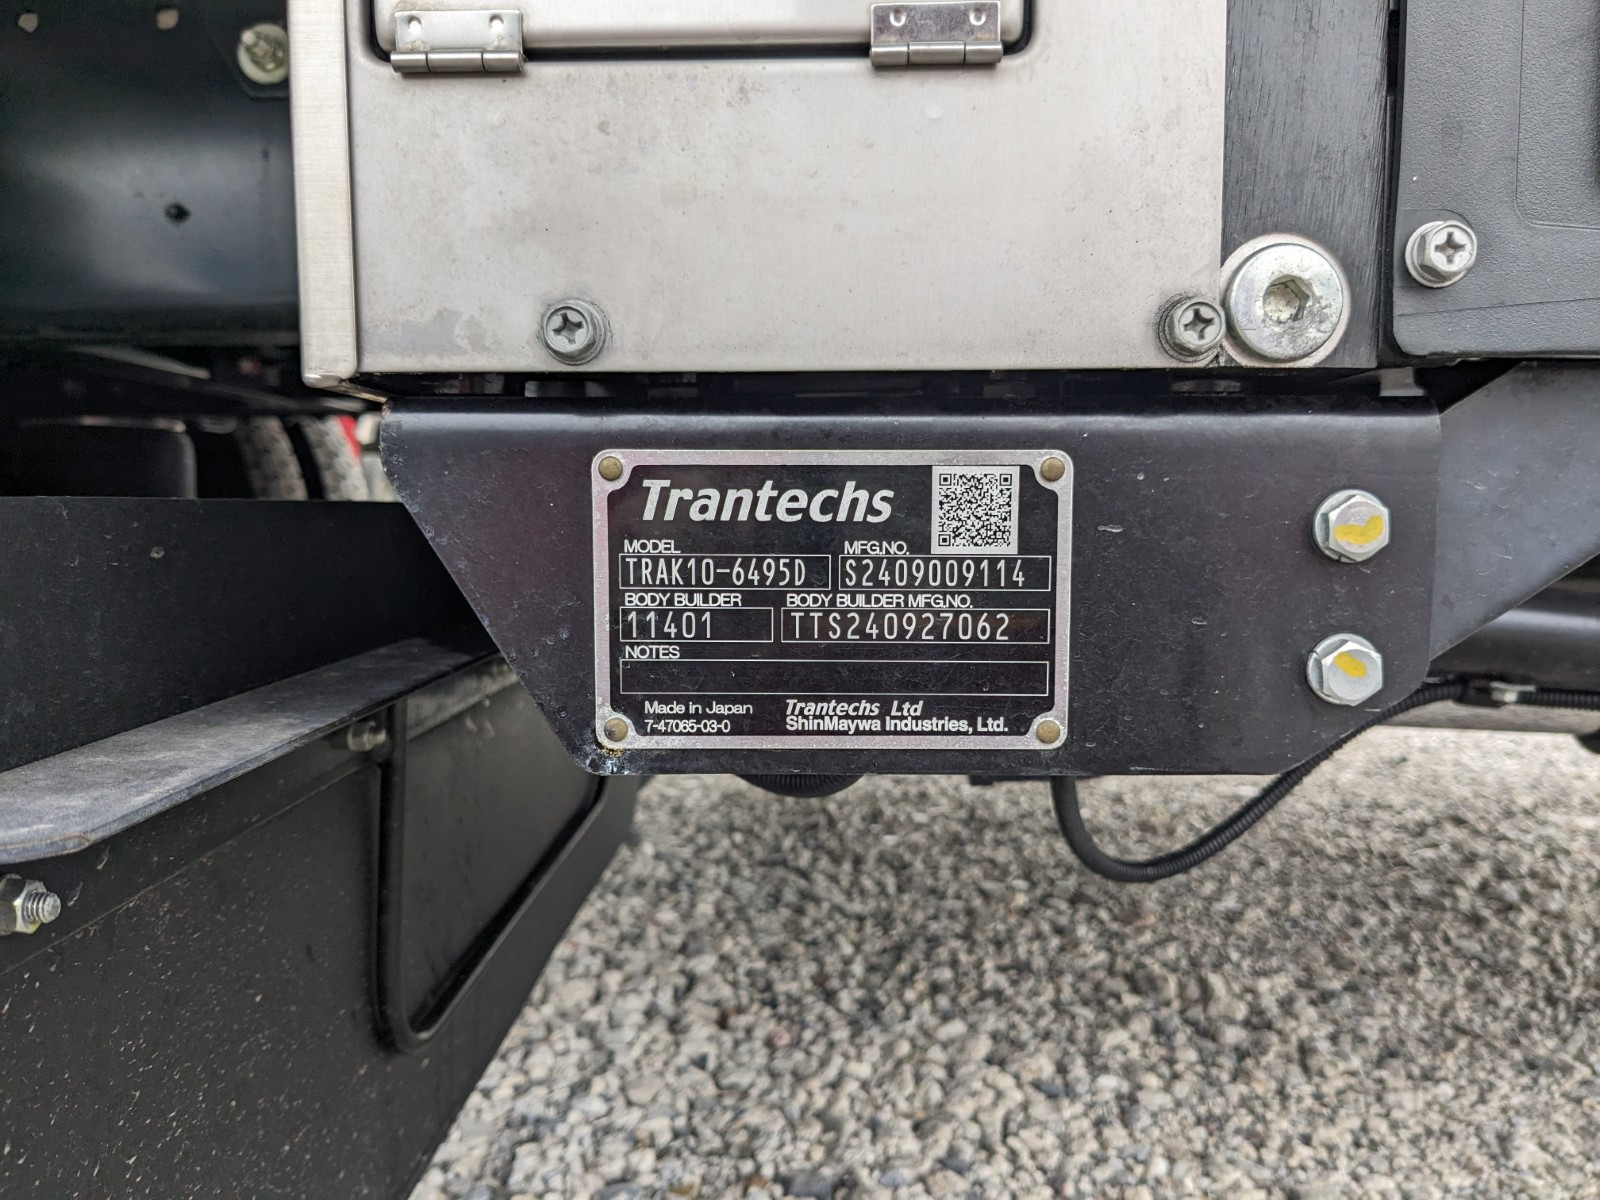 Trantechs
MODEL MFG.NO.
TRAK10-6495D S2409009114
BODY BUILDER BODY BUILDER MFG.NO.
11401 TTS240927062
NOTES
Made in Japan Trantechs Ltd
7-47065-03-0 ShinMaywa Industries, Ltd.